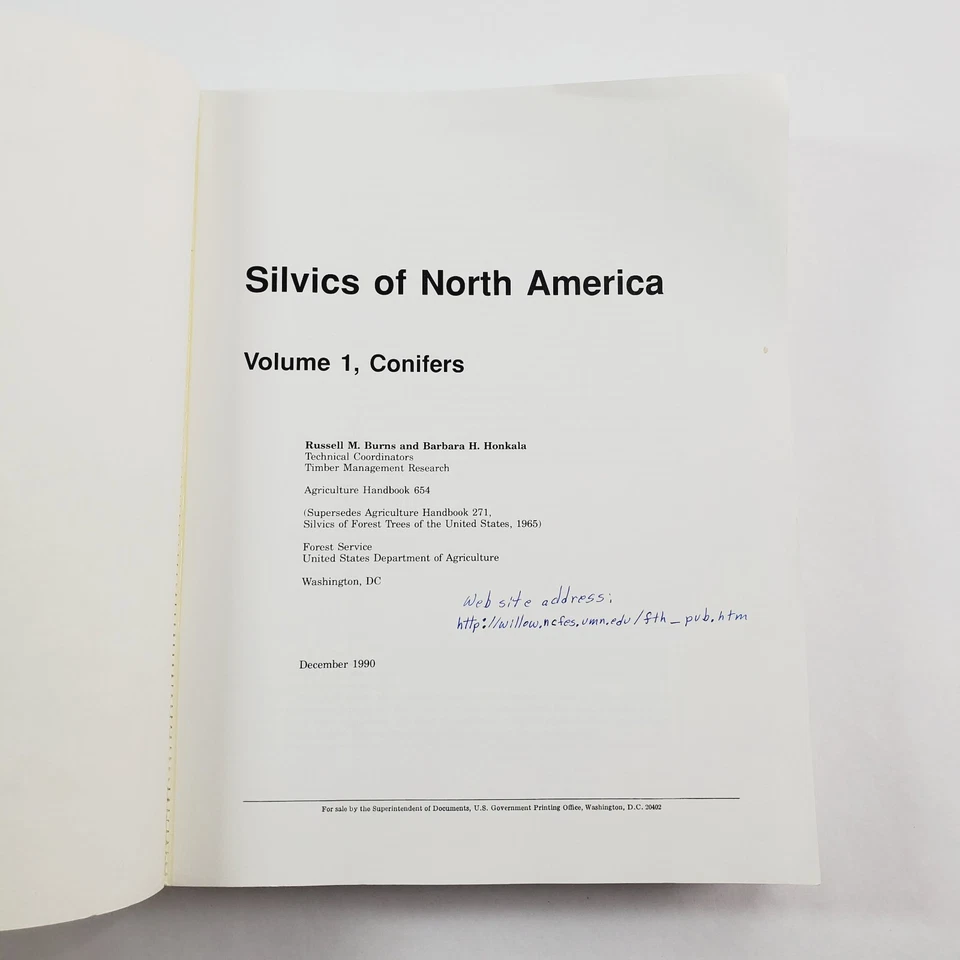 Silvics of North America
Volume 1, Conifers
Russell M. Burns and Barbara H. Honkala
Technical Coordinators
Timber Management Research
Agriculture Handbook 654
(Supersedes Agriculture Handbook 271,
Silvics of Forest Trees of the United States, 1965)
Forest Service
United States Department of Agriculture
Washington, DC
Web site address:
http://willow.ncfes.umn.edu/fth_pub.htm
December 1990
For sale by the Superintendent of Documents, U.S. Government Printing Office, Washington, D.C. 20402